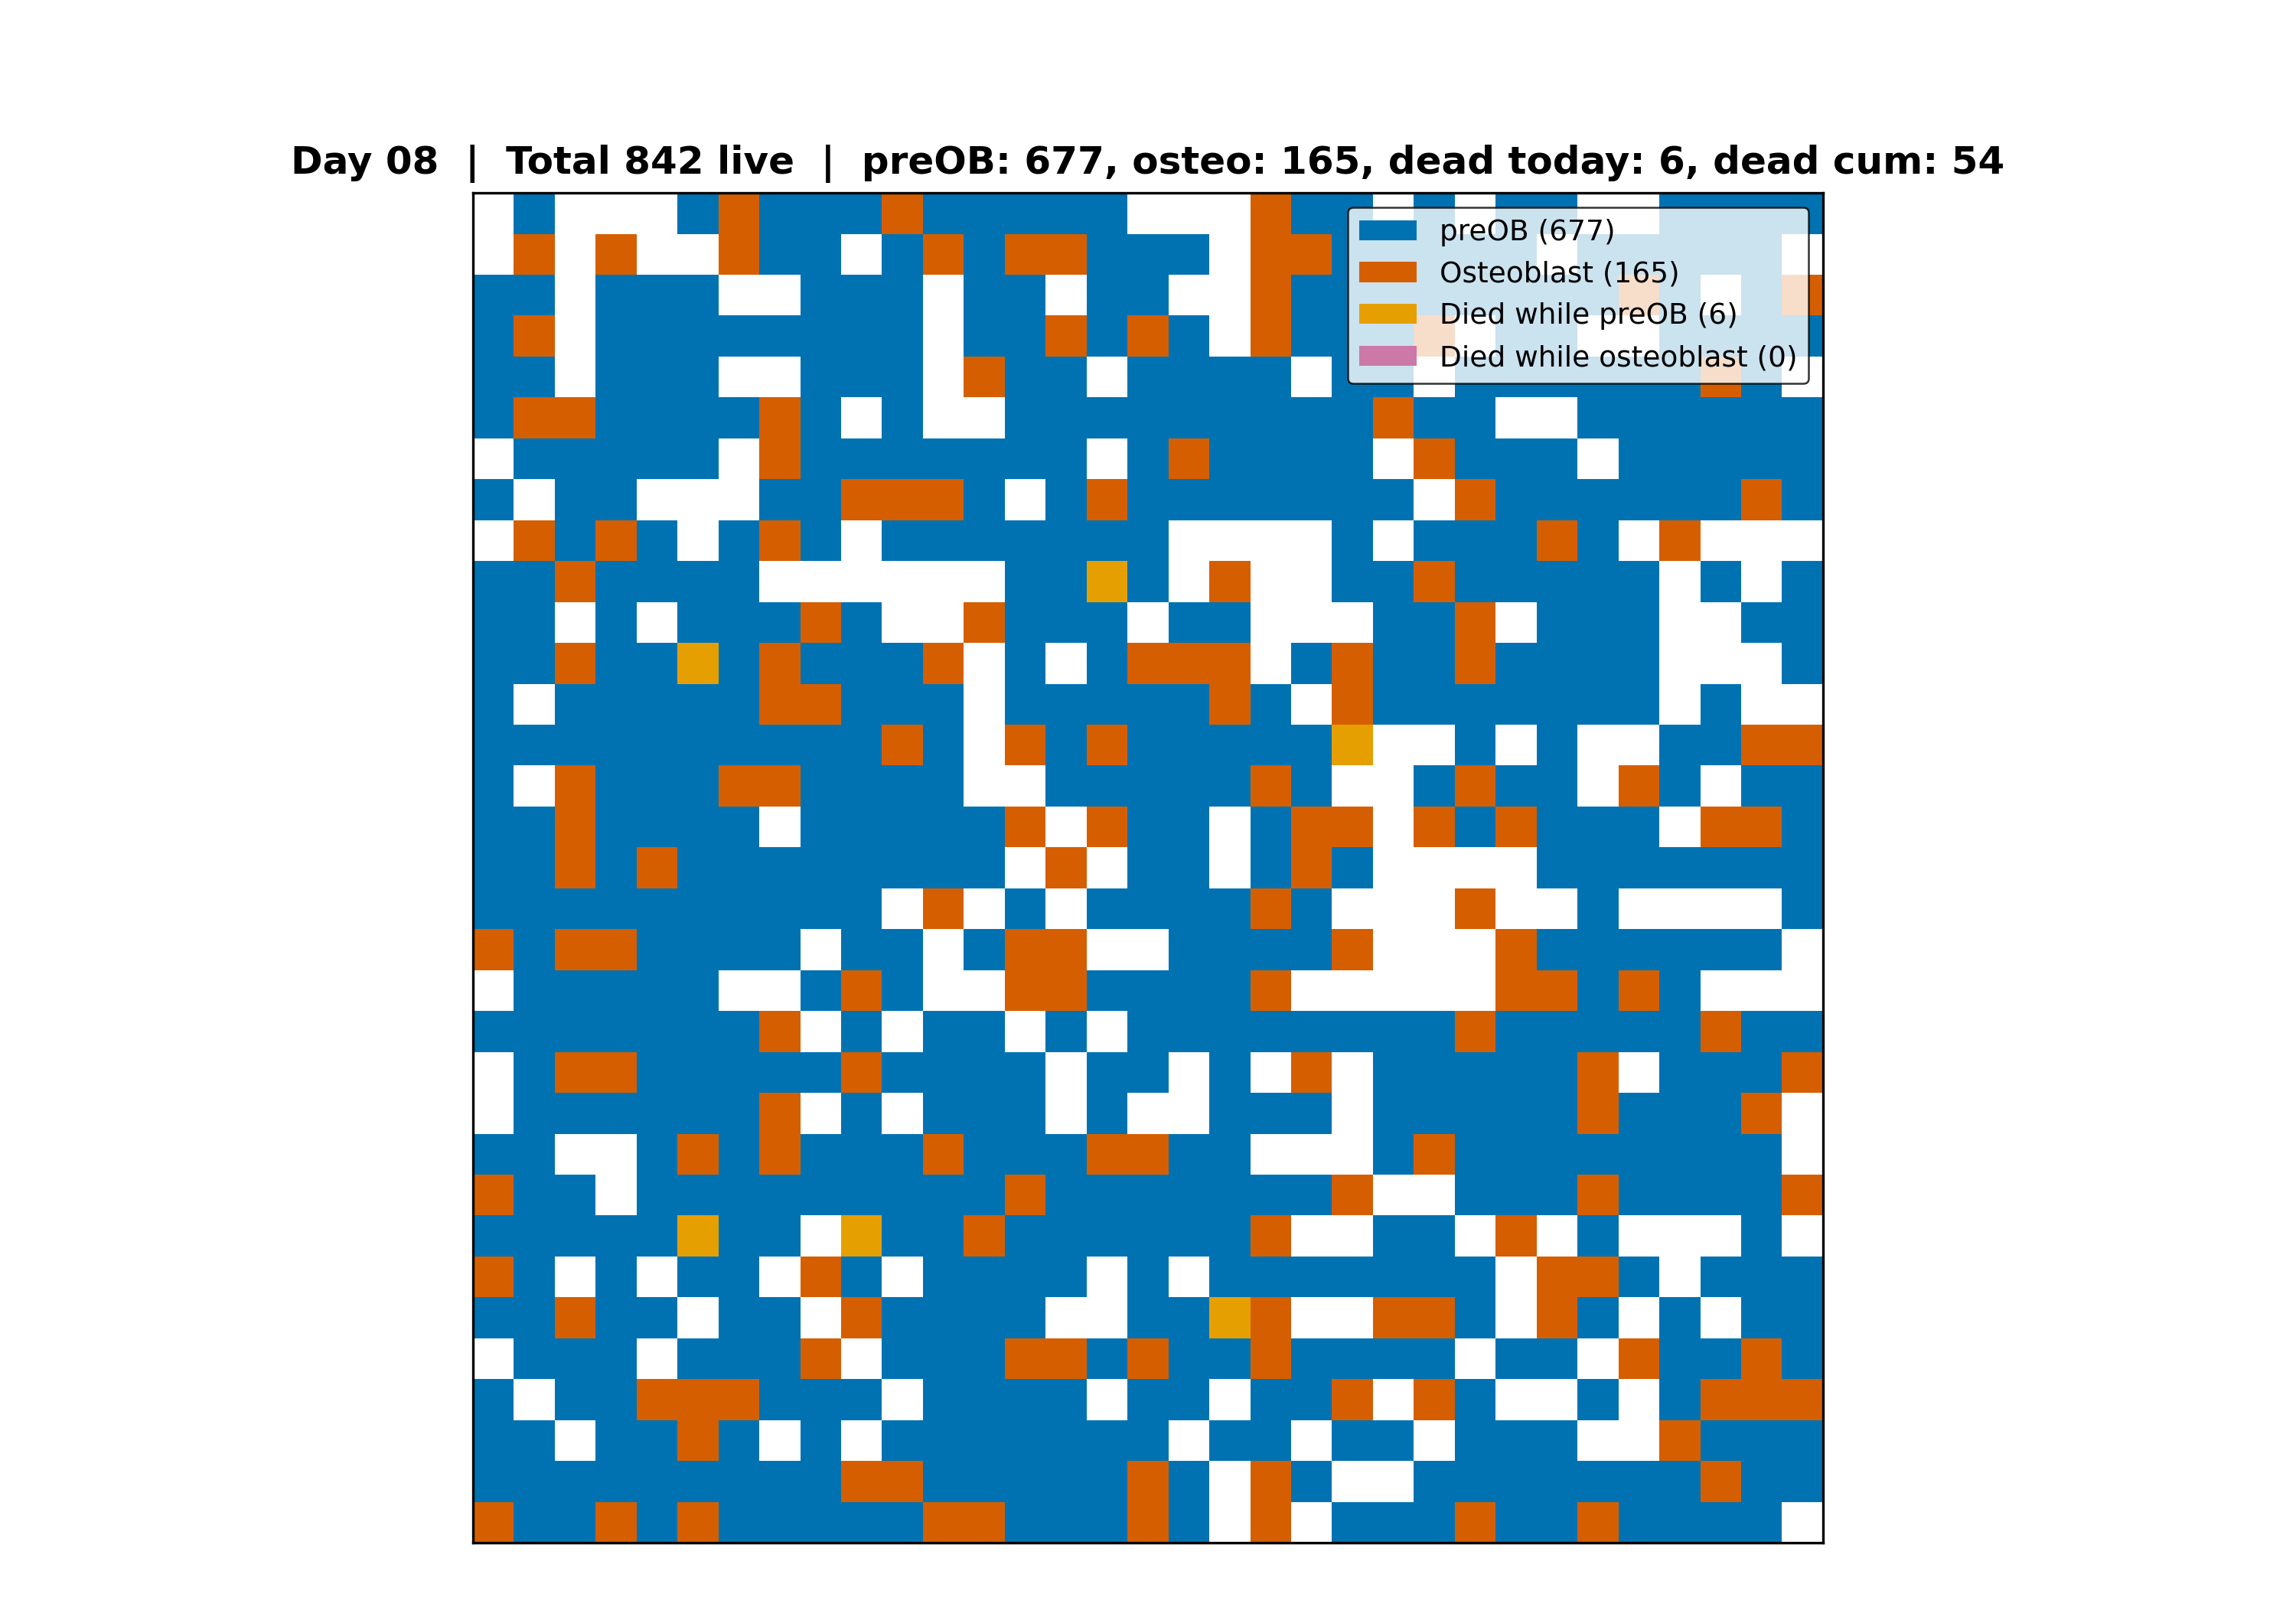 Day 08 | Total 842 live | preOB: 677, osteo: 165, dead today: 6, dead cum: 54
preOB (677)
Osteoblast (165)
Died while preOB (6)
Died while osteoblast (0)